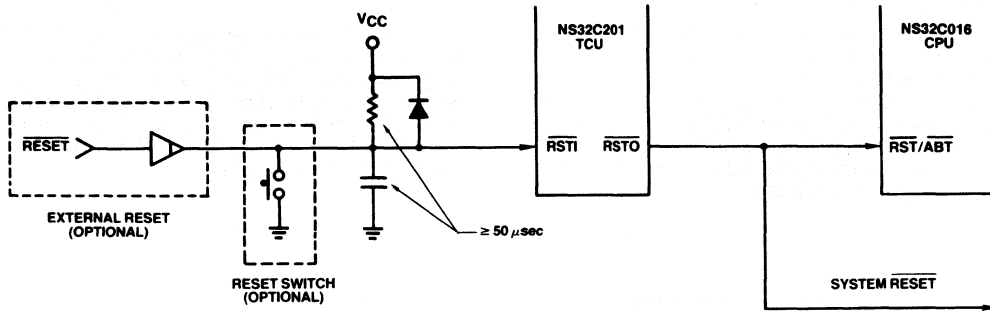 VCC
NS32C201
TCU
NS32C016
CPU
RESET
RSTI
RSTO
RST/ABT
EXTERNAL RESET
(OPTIONAL)
≥ 50 μsec
RESET SWITCH
(OPTIONAL)
SYSTEM RESET